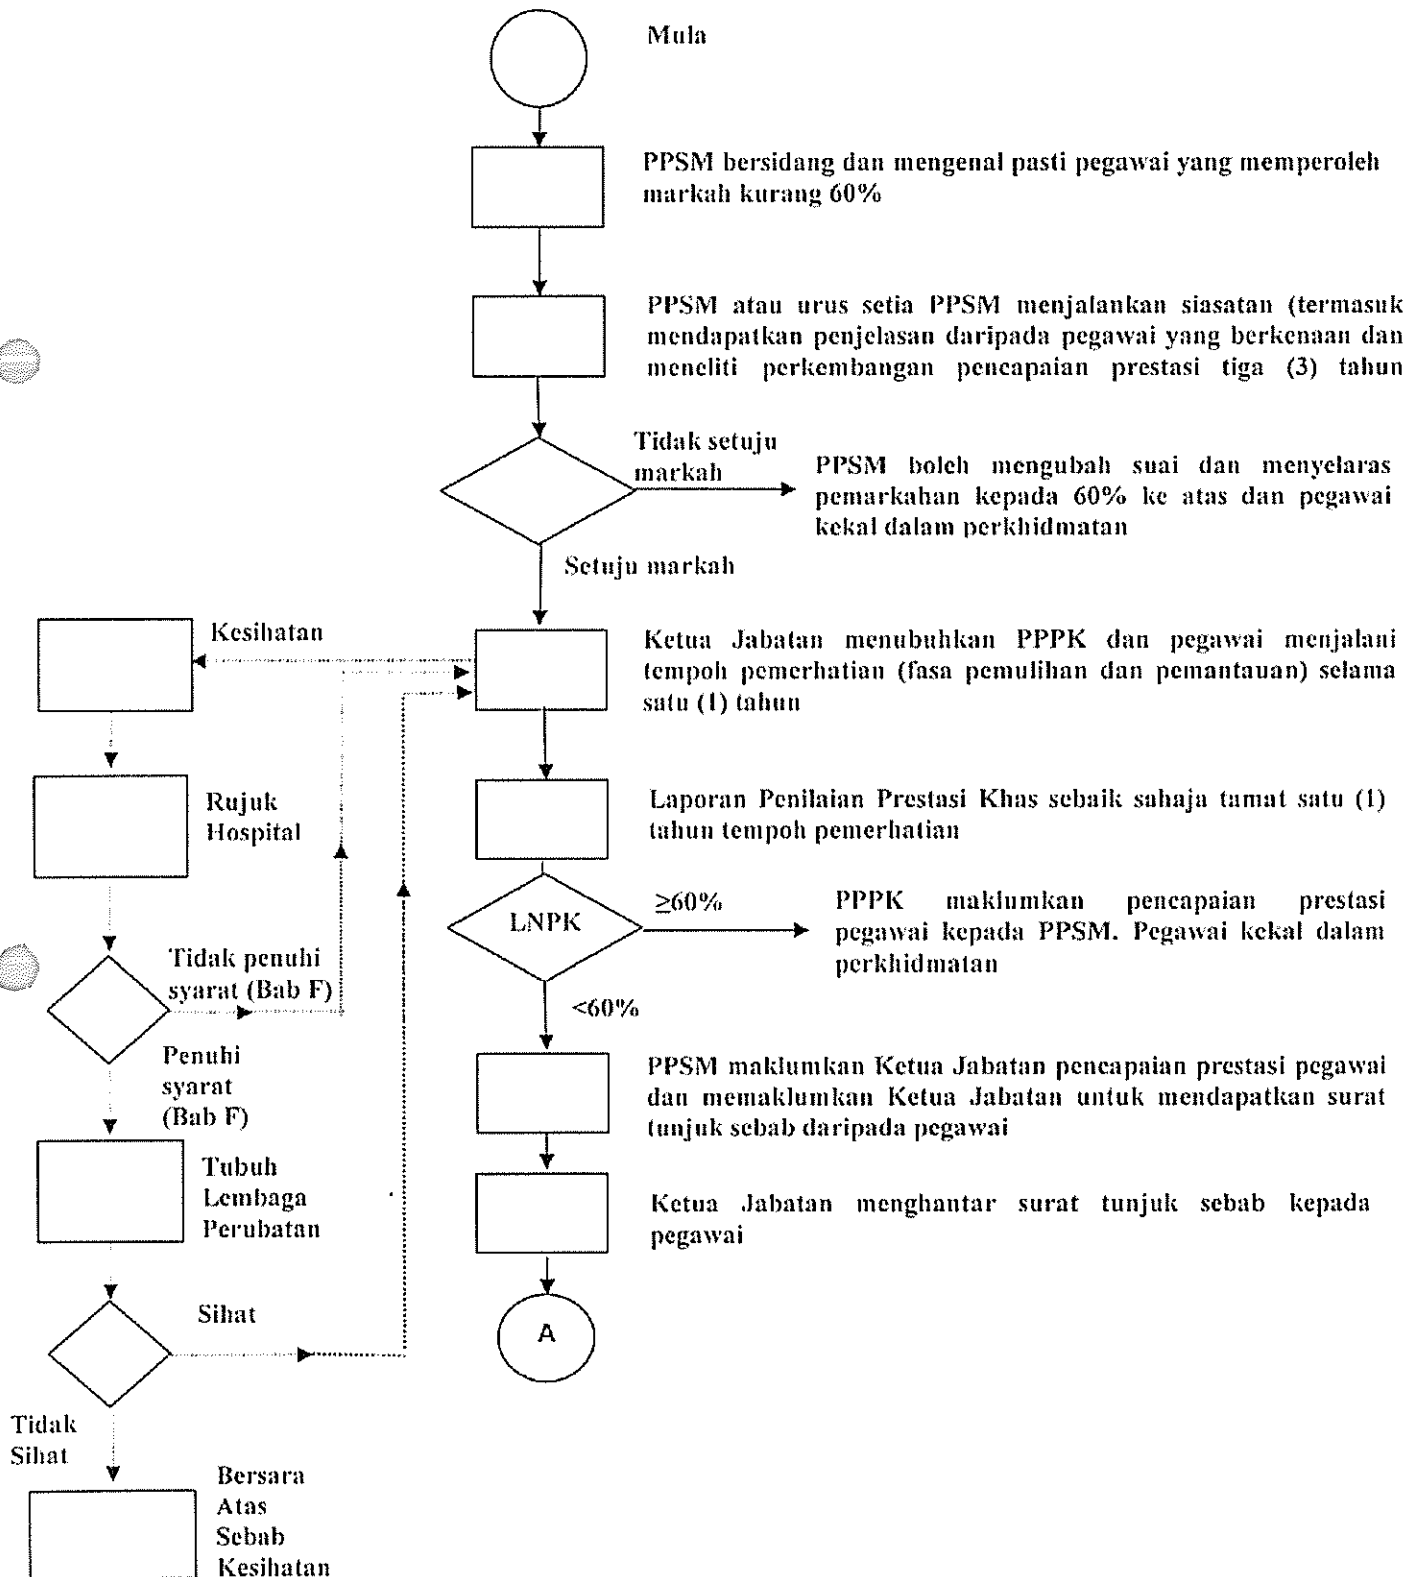 Mula
PPSM bersidang dan mengenal pasti pegawai yang memperoleh
markah kurang 60%
PPSM atau urus setia PPSM menjalankan siasatan (termasuk
mendapatkan penjelasan daripada pegawai yang berkenaan dan
meneliti perkembangan pencapaian prestasi tiga (3) tahun
Tidak setuju
markah
PPSM boleh mengubah suai dan menyelaras
pemarkahan kepada 60% ke atas dan pegawai
kekal dalam perkhidmatan
Setuju markah
Kesihatan
Ketua Jabatan menubuhkan PPPK dan pegawai menjalani
tempoh pemerhatian (fasa pemulihan dan pemantauan) selama
satu (1) tahun
Rujuk
Hospital
Laporan Penilaian Prestasi Khas sebaik sahaja tamat satu (1)
tahun tempoh pemerhatian
LNPK
≥60%
PPPK maklumkan pencapaian prestasi
pegawai kepada PPSM. Pegawai kekal dalam
perkhidmatan
Tidak penuhi
syarat (Bab F)
<60%
Penuhi
syarat
(Bab F)
PPSM maklumkan Ketua Jabatan pencapaian prestasi pegawai
dan memaklumkan Ketua Jabatan untuk mendapatkan surat
tunjuk sebab daripada pegawai
Tubuh
Lembaga
Perubatan
Ketua Jabatan menghantar surat tunjuk sebab kepada
pegawai
Sihat
A
Tidak
Sihat
Bersara
Atas
Sebab
Kesihatan